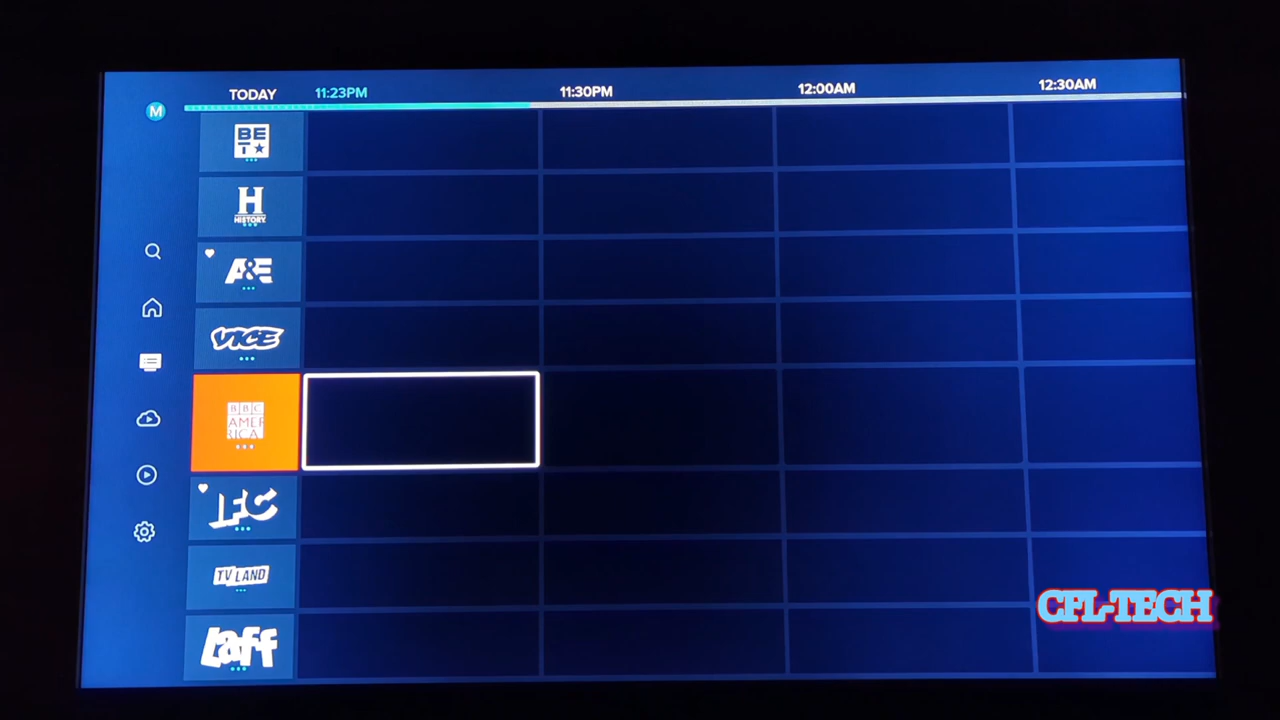 TODAY 11:23PM 11:30PM 12:00AM 12:30AM
M
BET
H
HISTORY
A&E
VICE
BBC
AMERICA
IFC
TV LAND
Laff
CFL-TECH